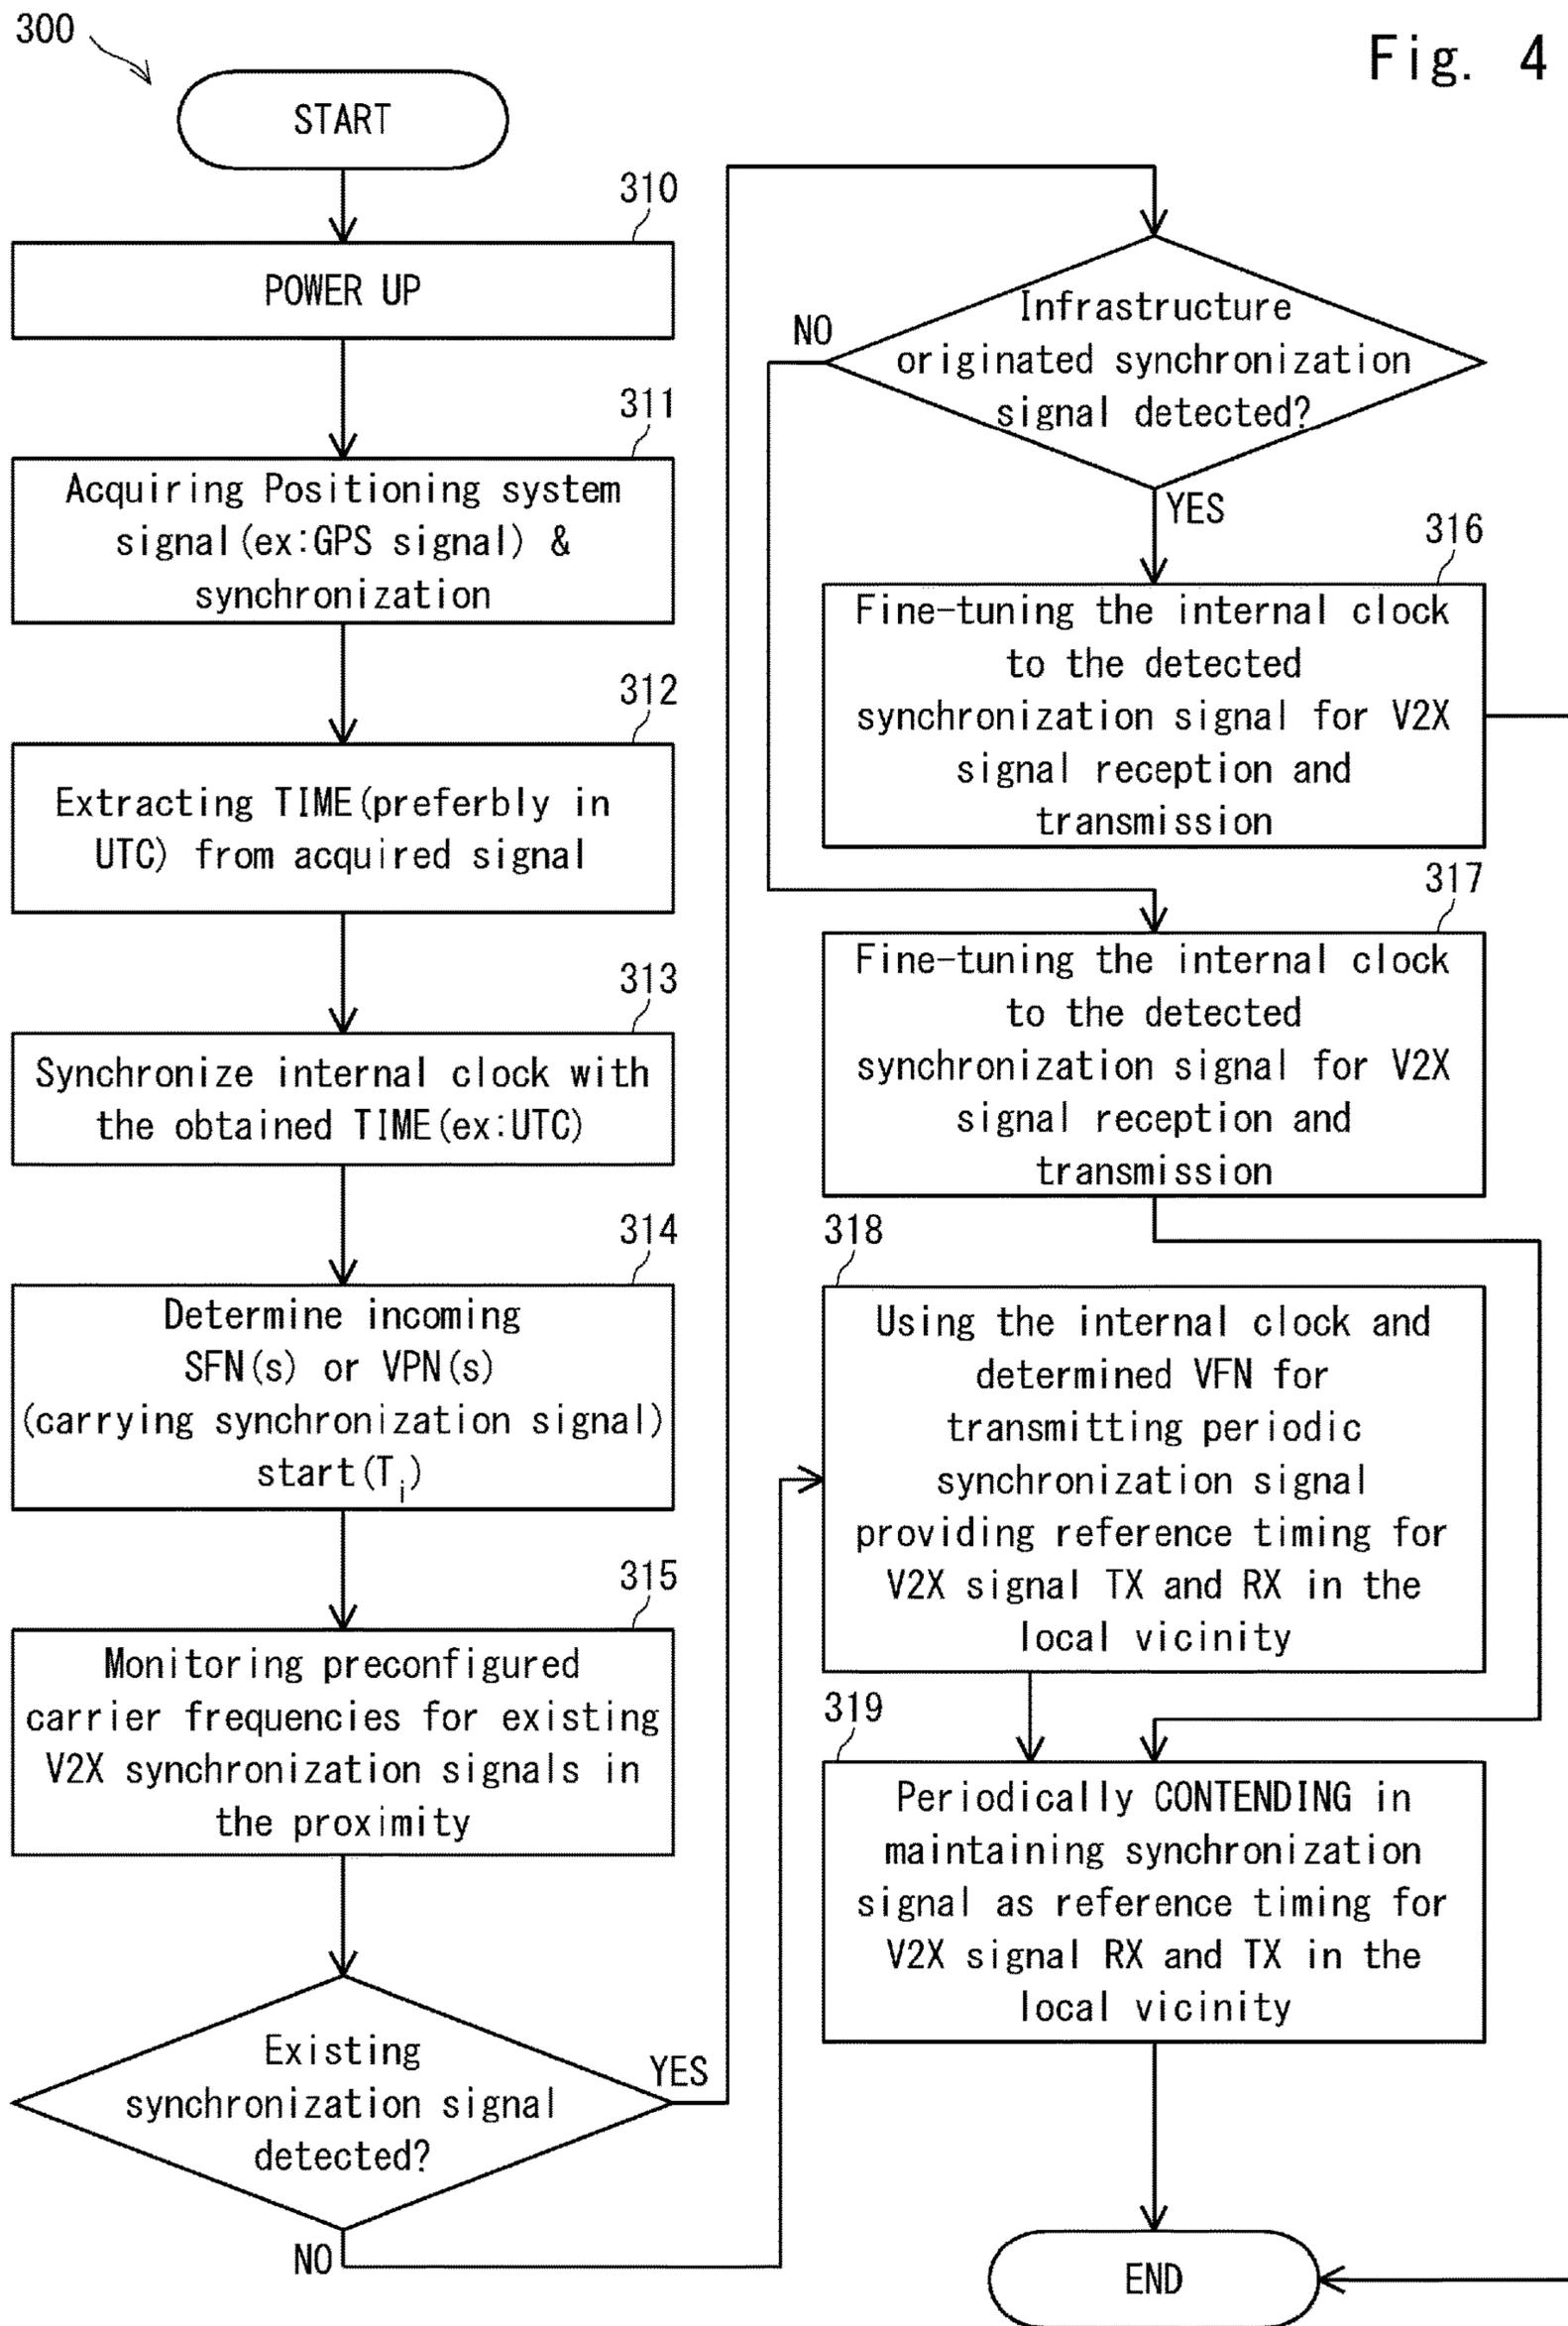 300
Fig. 4
START
310
POWER UP
311
Acquiring Positioning system
signal(ex:GPS signal) &
synchronization
312
Extracting TIME(preferbly in
UTC) from acquired signal
313
Synchronize internal clock with
the obtained TIME(ex:UTC)
314
Determine incoming
SFN(s) or VPN(s)
(carrying synchronization signal)
start(Ti)
315
Monitoring preconfigured
carrier frequencies for existing
V2X synchronization signals in
the proximity
Existing
synchronization signal
detected?
YES
NO
Infrastructure
originated synchronization
signal detected?
NO
YES
316
Fine-tuning the internal clock
to the detected
synchronization signal for V2X
signal reception and
transmission
317
Fine-tuning the internal clock
to the detected
synchronization signal for V2X
signal reception and
transmission
318
Using the internal clock and
determined VFN for
transmitting periodic
synchronization signal
providing reference timing for
V2X signal TX and RX in the
local vicinity
319
Periodically CONTENDING in
maintaining synchronization
signal as reference timing for
V2X signal RX and TX in the
local vicinity
END